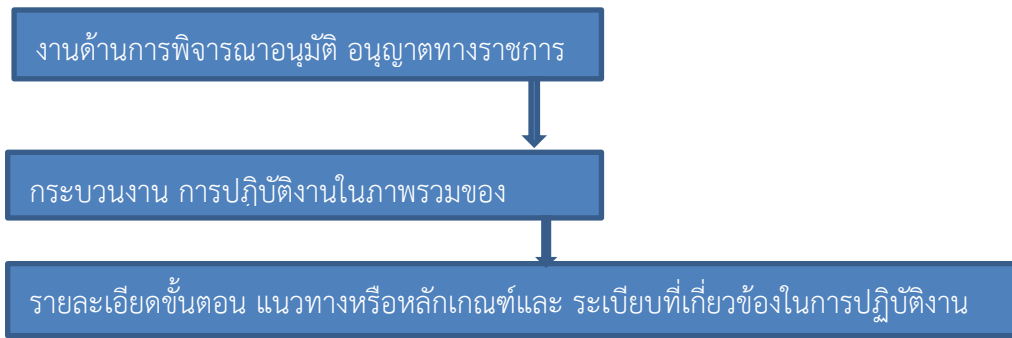 งานด้านการพิจารณาอนุมัติ อนุญาตทางราชการ
กระบวนงาน การปฏิบัติงานในภาพรวมของ
รายละเอียดขั้นตอน แนวทางหรือหลักเกณฑ์และ ระเบียบที่เกี่ยวข้องในการปฏิบัติงาน